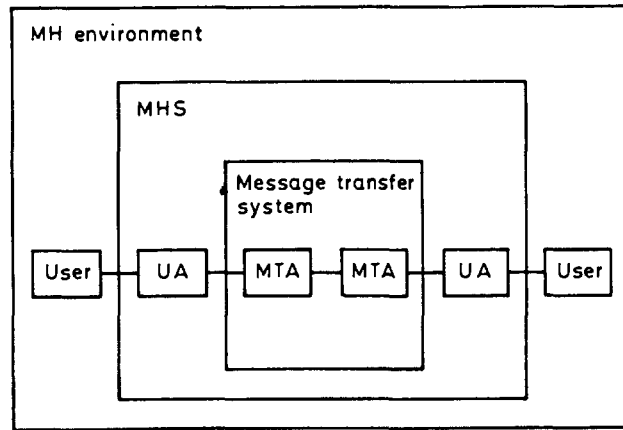 MH environment
MHS
Message transfer
system
User UA MTA MTA UA User